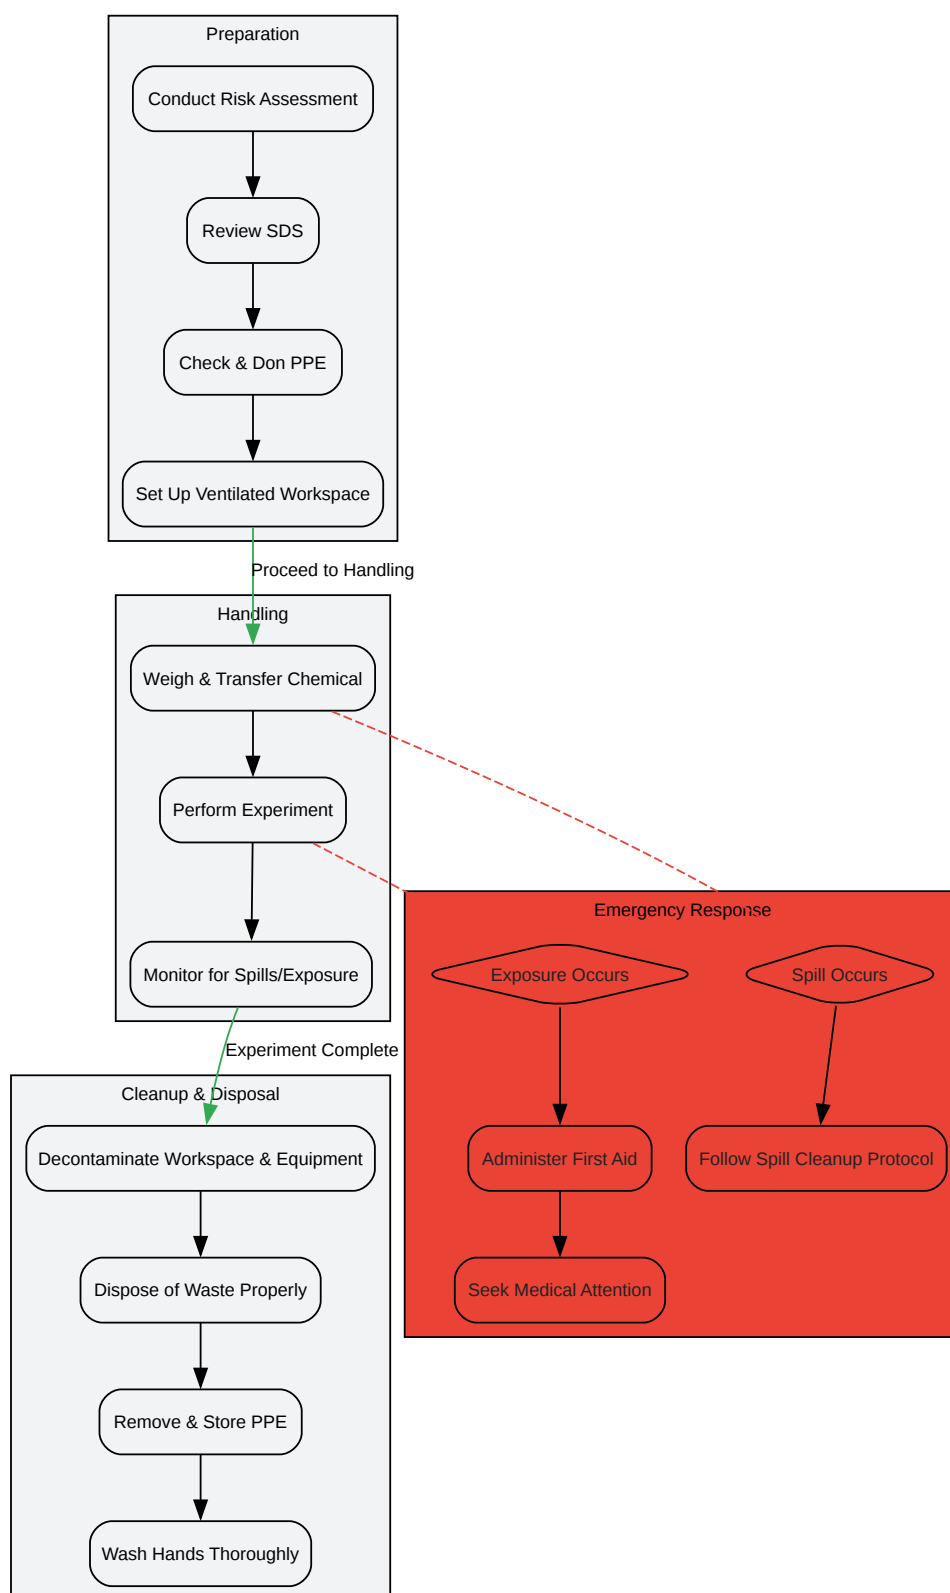 Preparation
Conduct Risk Assessment
Review SDS
Check & Don PPE
Set Up Ventilated Workspace
Proceed to Handling
Handling
Weigh & Transfer Chemical
Perform Experiment
Monitor for Spills/Exposure
Experiment Complete
Cleanup & Disposal
Decontaminate Workspace & Equipment
Dispose of Waste Properly
Remove & Store PPE
Wash Hands Thoroughly
Emergency Response
Exposure Occurs
Spill Occurs
Administer First Aid
Follow Spill Cleanup Protocol
Seek Medical Attention